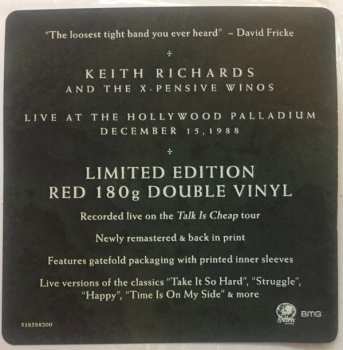 "The loosest tight band you ever heard" – David Fricke
KEITH RICHARDS
AND THE X-PENSIVE WINOS
LIVE AT THE HOLLYWOOD PALLADIUM
DECEMBER 15, 1988
LIMITED EDITION
RED 180g DOUBLE VINYL
Recorded live on the Talk Is Cheap tour
Newly remastered & back in print
Features gatefold packaging with printed inner sleeves
Live versions of the classics "Take It So Hard", "Struggle",
"Happy", "Time Is On My Side" & more
BMG